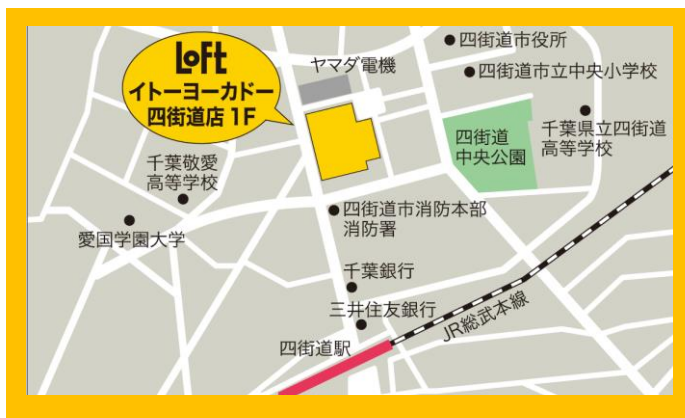 LoFt
イトーヨーカドー
四街道店 1F
ヤマダ電機
四街道市役所
四街道市立中央小学校
千葉県立四街道
高等学校
四街道
中央公園
千葉敬愛
高等学校
愛国学園大学
四街道市消防本部
消防署
千葉銀行
三井住友銀行
四街道駅
JR総武本線